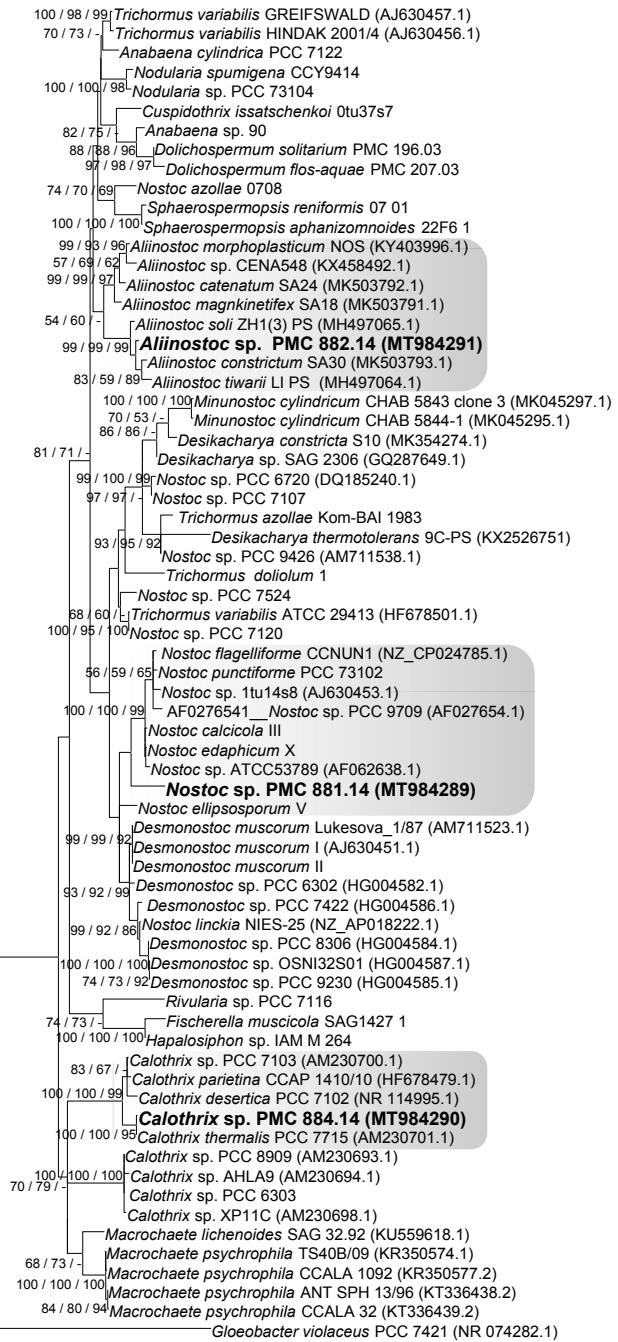 100 / 98 / 99 Trichormus variabilis GREIFSWALD (AJ630457.1)
70 / 73 / - Trichormus variabilis HINDAK 2001/4 (AJ630456.1)
Anabaena cylindrica PCC 7122
Nodularia spumigena CCY9414
100 / 100 / 98 Nodularia sp. PCC 73104
Cuspidothrix issatschenkoi 0tu37s7
82 / 75 / - Anabaena sp. 90
88 / 88 / 96 Dolichospermum solitarium PMC 196.03
97 / 98 / 97 Dolichospermum flos-aquae PMC 207.03
74 / 70 / 69 Nostoc azollae 0708
Sphaerospermopsis reniformis 07 01
100 / 100 / 100 Sphaerospermopsis aphanizomnoides 22F6 1
99 / 93 / 96 Aliinostoc morphoplasticum NOS (KY403996.1)
57 / 69 / 62 Aliinostoc sp. CENA548 (KX458492.1)
99 / 99 / 97 Aliinostoc catenatum SA24 (MK503792.1)
Aliinostoc magnkinetifex SA18 (MK503791.1)
54 / 60 / - Aliinostoc soli ZH1(3) PS (MH497065.1)
99 / 99 / 99 Aliinostoc sp. PMC 882.14 (MT984291)
Aliinostoc constrictum SA30 (MK503793.1)
83 / 59 / 89 Aliinostoc tiwarii LI PS (MH497064.1)
100 / 100 / 100 Minunostoc cylindricum CHAB 5843 clone 3 (MK045297.1)
70 / 53 / - Minunostoc cylindricum CHAB 5844-1 (MK045295.1)
86 / 86 / - Desikacharya constricta S10 (MK354274.1)
81 / 71 / - Desikacharya sp. SAG 2306 (GQ287649.1)
99 / 100 / 99 Nostoc sp. PCC 6720 (DQ185240.1)
97 / 97 / - Nostoc sp. PCC 7107
Trichormus azollae Kom-BAI 1983
93 / 95 / 92 Desikacharya thermotolerans 9C-PS (KX2526751)
Nostoc sp. PCC 9426 (AM711538.1)
Trichormus doliolum 1
Nostoc sp. PCC 7524
68 / 60 / - Trichormus variabilis ATCC 29413 (HF678501.1)
100 / 95 / 100 Nostoc sp. PCC 7120
Nostoc flagelliforme CCNUN1 (NZ_CP024785.1)
56 / 59 / 65 Nostoc punctiforme PCC 73102
Nostoc sp. 1tu14s8 (AJ630453.1)
100 / 100 / 99 AF0276541__Nostoc sp. PCC 9709 (AF027654.1)
Nostoc calcicola III
Nostoc edaphicum X
Nostoc sp. ATCC53789 (AF062638.1)
Nostoc sp. PMC 881.14 (MT984289)
Nostoc ellipsosporum V
Desmonostoc muscorum Lukesova_1/87 (AM711523.1)
99 / 99 / 92 Desmonostoc muscorum I (AJ630451.1)
Desmonostoc muscorum II
93 / 92 / 99 Desmonostoc sp. PCC 6302 (HG004582.1)
Desmonostoc sp. PCC 7422 (HG004586.1)
99 / 92 / 86 Nostoc linckia NIES-25 (NZ_AP018222.1)
Desmonostoc sp. PCC 8306 (HG004584.1)
100 / 100 / 100 Desmonostoc sp. OSNI32S01 (HG004587.1)
74 / 73 / 92 Desmonostoc sp. PCC 9230 (HG004585.1)
Rivularia sp. PCC 7116
74 / 73 / - Fischerella muscicola SAG1427 1
100 / 100 / 100 Hapalosiphon sp. IAM M 264
83 / 67 / - Calothrix sp. PCC 7103 (AM230700.1)
Calothrix parietina CCAP 1410/10 (HF678479.1)
100 / 100 / 99 Calothrix desertica PCC 7102 (NR 114995.1)
Calothrix sp. PMC 884.14 (MT984290)
100 / 100 / 95 Calothrix thermalis PCC 7715 (AM230701.1)
Calothrix sp. PCC 8909 (AM230693.1)
100 / 100 / 100 Calothrix sp. AHLA9 (AM230694.1)
70 / 79 / - Calothrix sp. PCC 6303
Calothrix sp. XP11C (AM230698.1)
Macrochaete lichenoides SAG 32.92 (KU559618.1)
68 / 73 / - Macrochaete psychrophila TS40B/09 (KR350574.1)
100 / 100 / 100 Macrochaete psychrophila CCALA 1092 (KR350577.2)
Macrochaete psychrophila ANT SPH 13/96 (KT336438.2)
84 / 80 / 94 Macrochaete psychrophila CCALA 32 (KT336439.2)
Gloeobacter violaceus PCC 7421 (NR 074282.1)